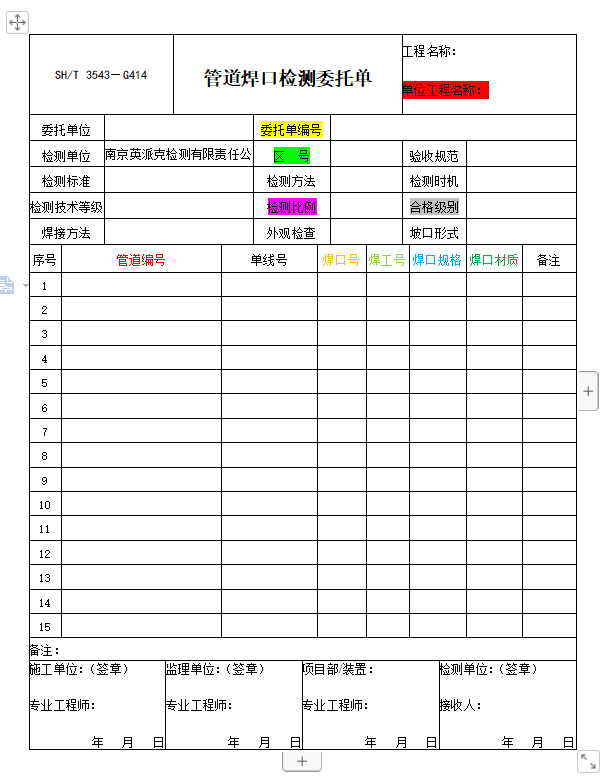 SH/T 3543－G414
管道焊口检测委托单
工程名称：
单位工程名称：
委托单位 委托单编号
检测单位 南京英派克检测有限责任公 区 号 验收规范
检测标准 检测方法 检测时机
检测技术等级 检测比例 合格级别
焊接方法 外观检查 坡口形式
序号 管道编号 单线号 焊口号 焊工号 焊口规格 焊口材质 备注
1
2
3
4
5
6
7
8
9
10
11
12
13
14
15
备注：
施工单位：（签章） 监理单位：（签章） 项目部/装置： 检测单位：（签章）
专业工程师： 专业工程师： 专业工程师： 接收人：
年 月 日 年 月 日 年 月 日 年 月 日